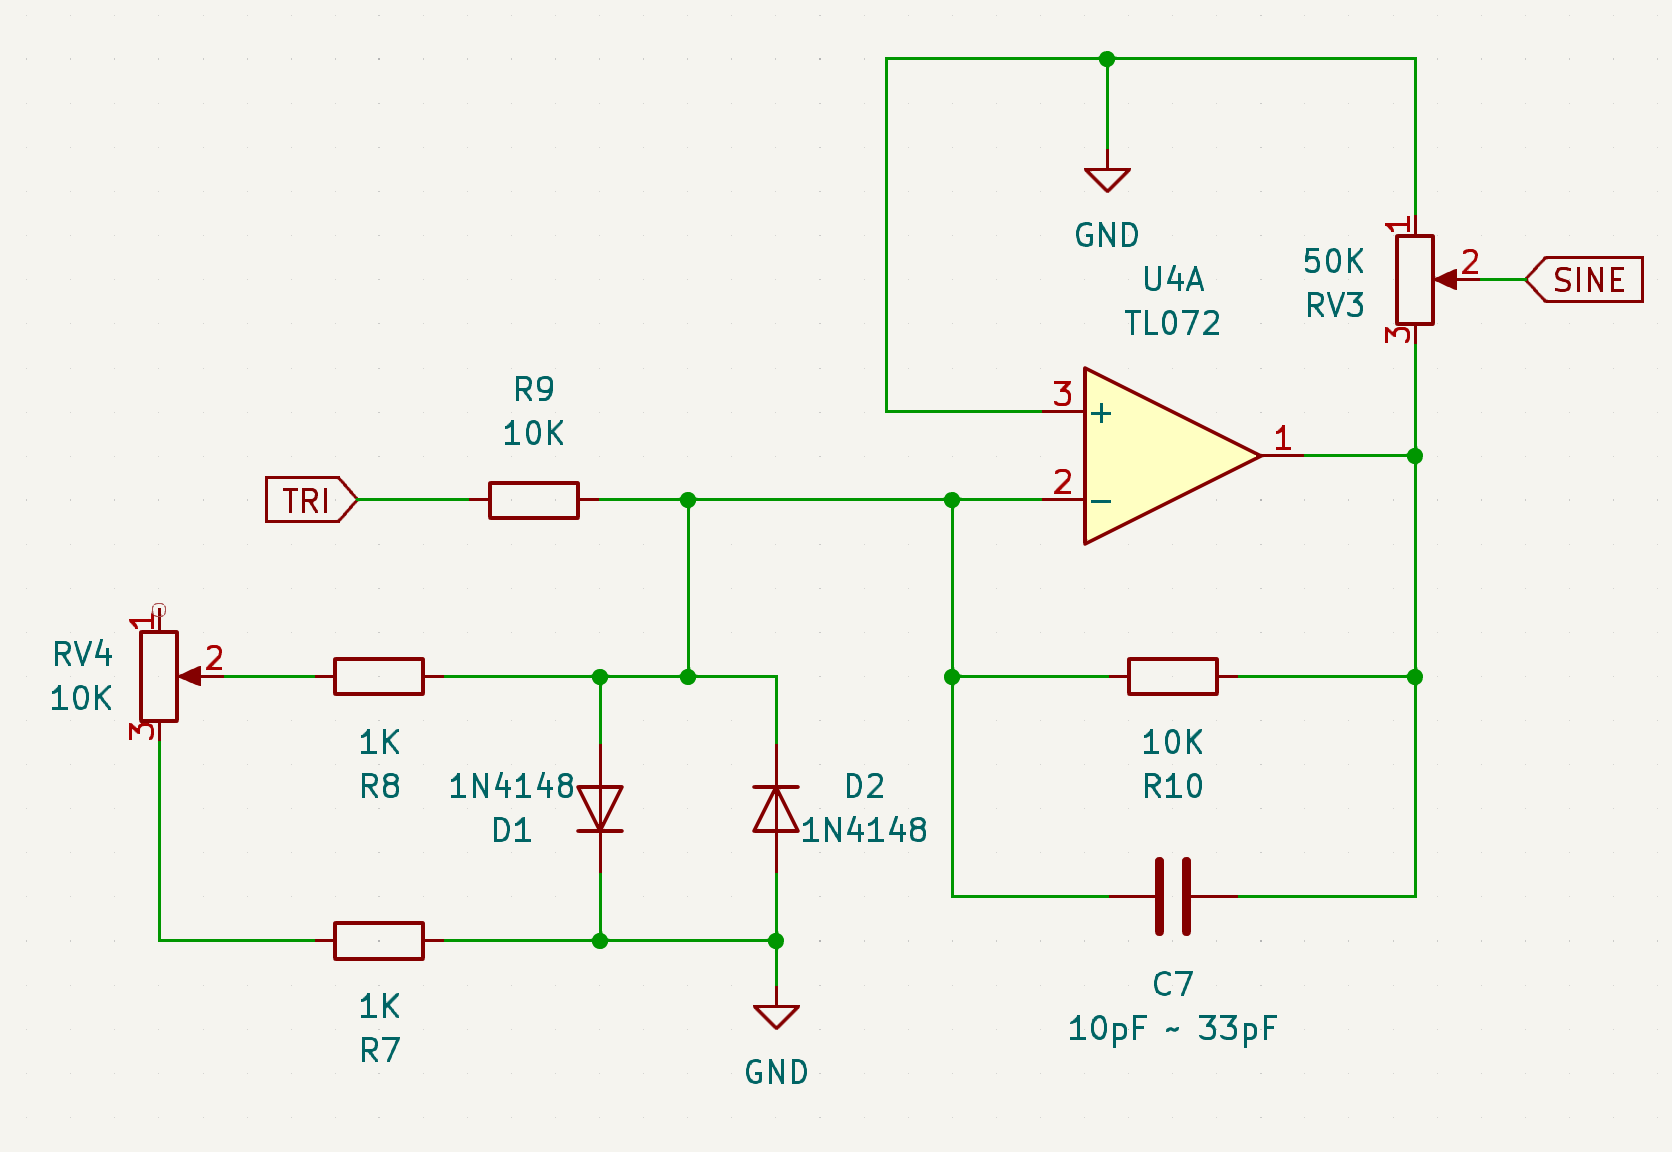 GND
U4A
TL072
50K
RV3
1
2
3
SINE
3
+
2
−
1
R9
10K
TRI
RV4
10K
1
2
3
1K
R8
1N4148
D1
D2
1N4148
10K
R10
1K
R7
GND
C7
10pF ~ 33pF